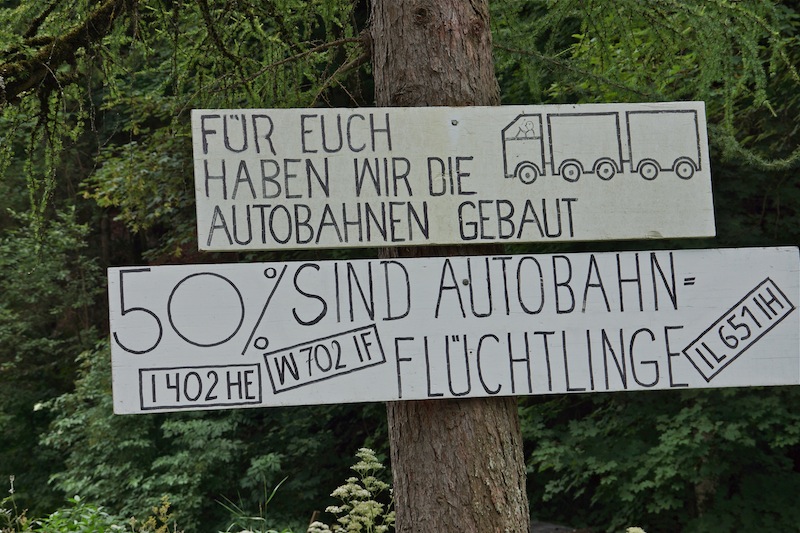 FÜR EUCH
HABEN WIR DIE
AUTOBAHNEN GEBAUT
50% SIND AUTOBAHN=
FLÜCHTLINGE
I 402 HE
W 702 IF
IL 651 IH